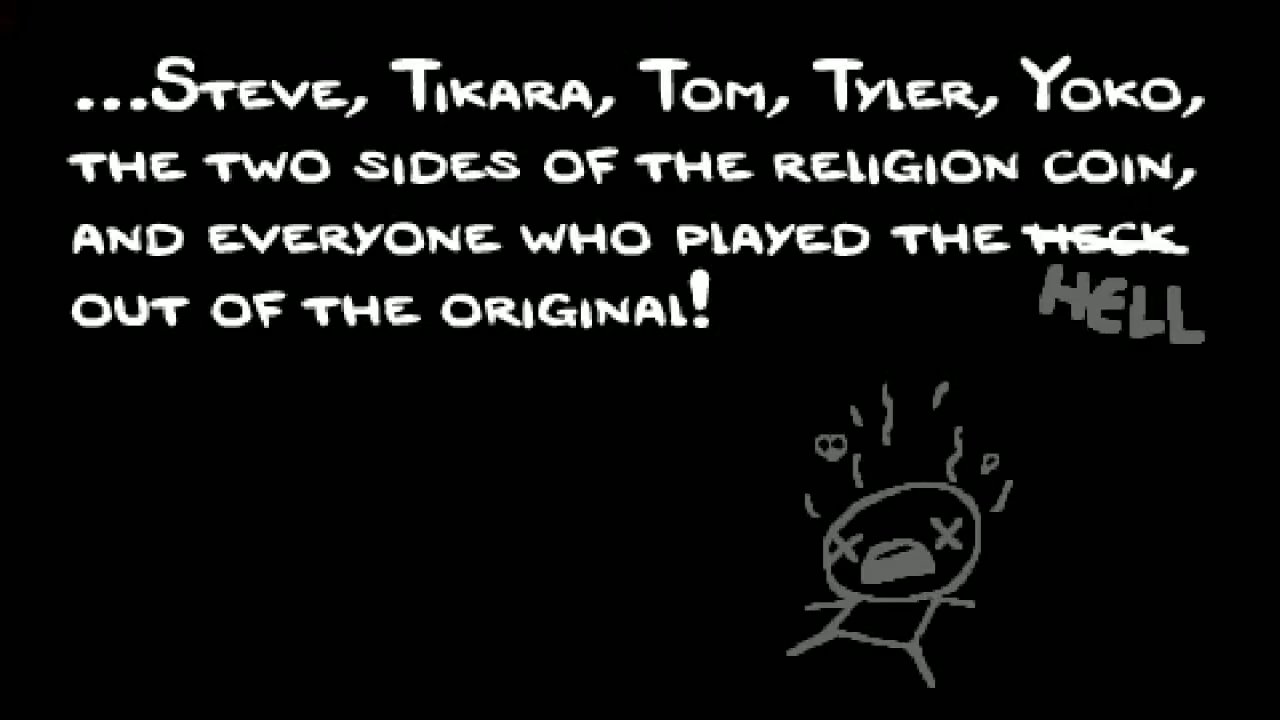 ...Steve, Tikara, Tom, Tyler, Yoko,
the two sides of the religion coin,
and everyone who played the heck
HELL
out of the original!